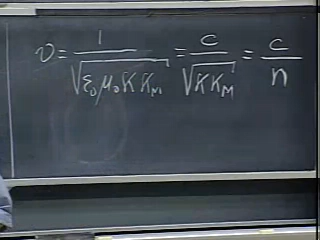 v = 1/√(ε₀μ₀κκ_M) = c/√(κκ_M) = c/n